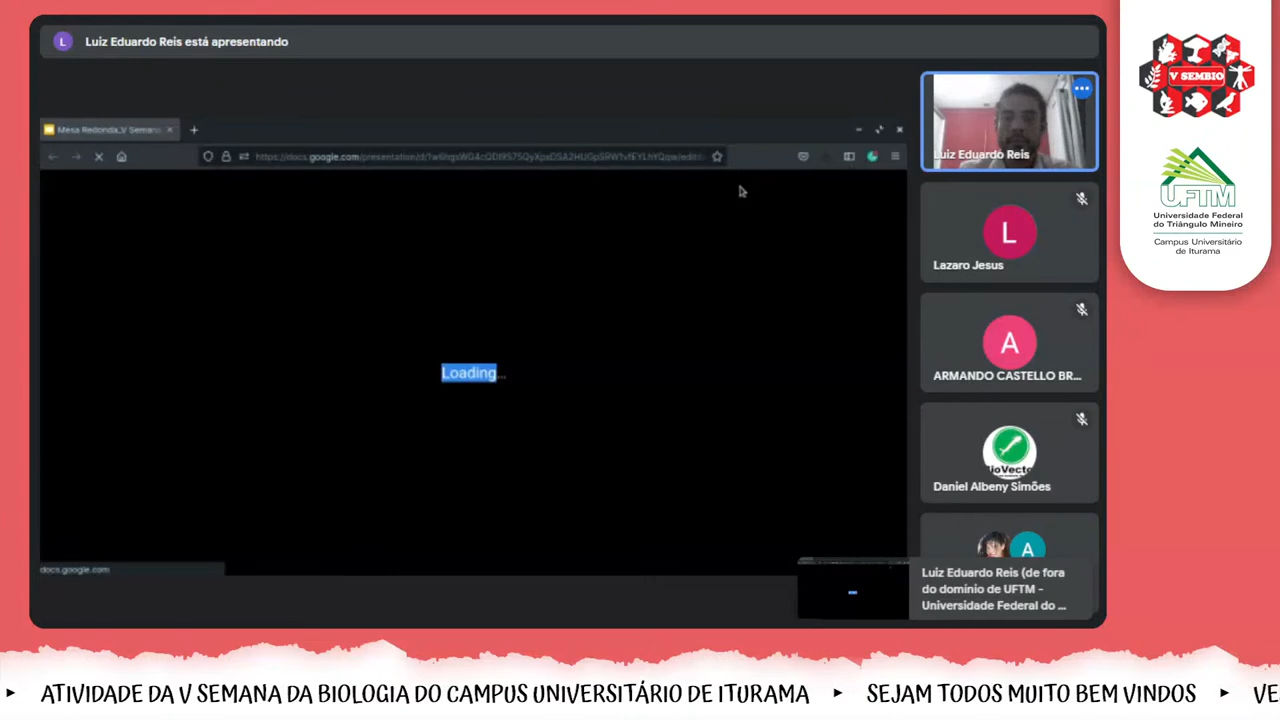 L
Luiz Eduardo Reis está apresentando
Mesa Redonda_V Semana
Loading...
docs.google.com
Luiz Eduardo Reis
L
Lazaro Jesus
A
ARMANDO CASTELLO BR...
BioVecto
Daniel Albeny Simões
A
Luiz Eduardo Reis (de fora
do domínio de UFTM -
Universidade Federal do ...
V SEMBIO
UFTM
Universidade Federal
do Triângulo Mineiro
Campus Universitário
de Iturama
ATIVIDADE DA V SEMANA DA BIOLOGIA DO CAMPUS UNIVERSITÁRIO DE ITURAMA ▸ SEJAM TODOS MUITO BEM VINDOS ▸ VE